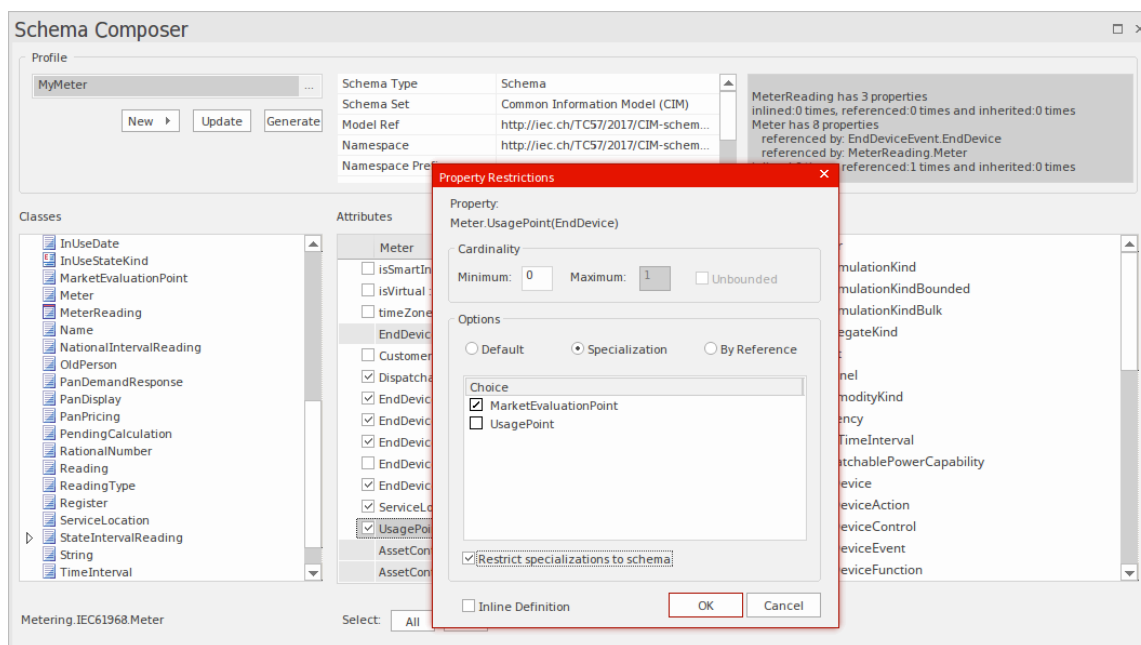 Schema Composer
Profile
MyMeter
...
New
Update
Generate
Schema Type Schema
Schema Set Common Information Model (CIM)
Model Ref http://iec.ch/TC57/2017/CIM-schem...
Namespace http://iec.ch/TC57/2017/CIM-schem...
Namespace Pre
MeterReading has 3 properties
inlined:0 times, referenced:0 times and inherited:0 times
Meter has 8 properties
referenced by: EndDeviceEvent.EndDevice
referenced by: MeterReading.Meter
referenced:1 times and inherited:0 times
Classes
InUseDate
InUseStateKind
MarketEvaluationPoint
Meter
MeterReading
Name
NationalIntervalReading
OldPerson
PanDemandResponse
PanDisplay
PanPricing
PendingCalculation
RationalNumber
Reading
ReadingType
Register
ServiceLocation
StateIntervalReading
String
TimeInterval
Attributes
Meter
isSmartIn
isVirtual :
timeZone
EndDevic
Customer
Dispatcha
EndDevic
EndDevic
EndDevic
EndDevic
EndDevic
ServiceLo
UsagePoi
AssetCon
AssetCon
Property Restrictions
Property:
Meter.UsagePoint(EndDevice)
Cardinality
Minimum: 0 Maximum: 1 Unbounded
Options
Default Specialization By Reference
Choice
MarketEvaluationPoint
UsagePoint
Restrict specializations to schema
Inline Definition OK Cancel
mulationKind
mulationKindBounded
mulationKindBulk
egateKind
nel
modityKind
ency
TimeInterval
tchablePowerCapability
evice
eviceAction
eviceControl
eviceEvent
eviceFunction
Metering.IEC61968.Meter
Select: All